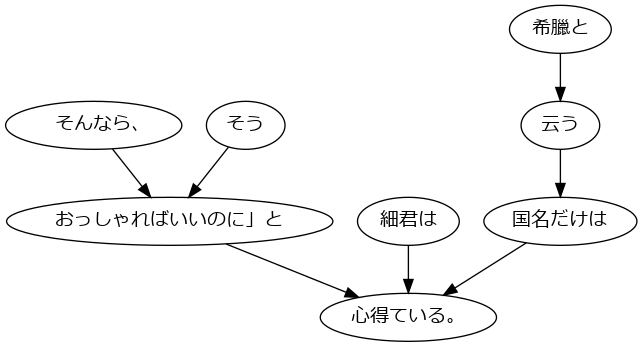 希臘と
そんなら、
そう
云う
おっしゃればいいのに」と
細君は
国名だけは
心得ている。